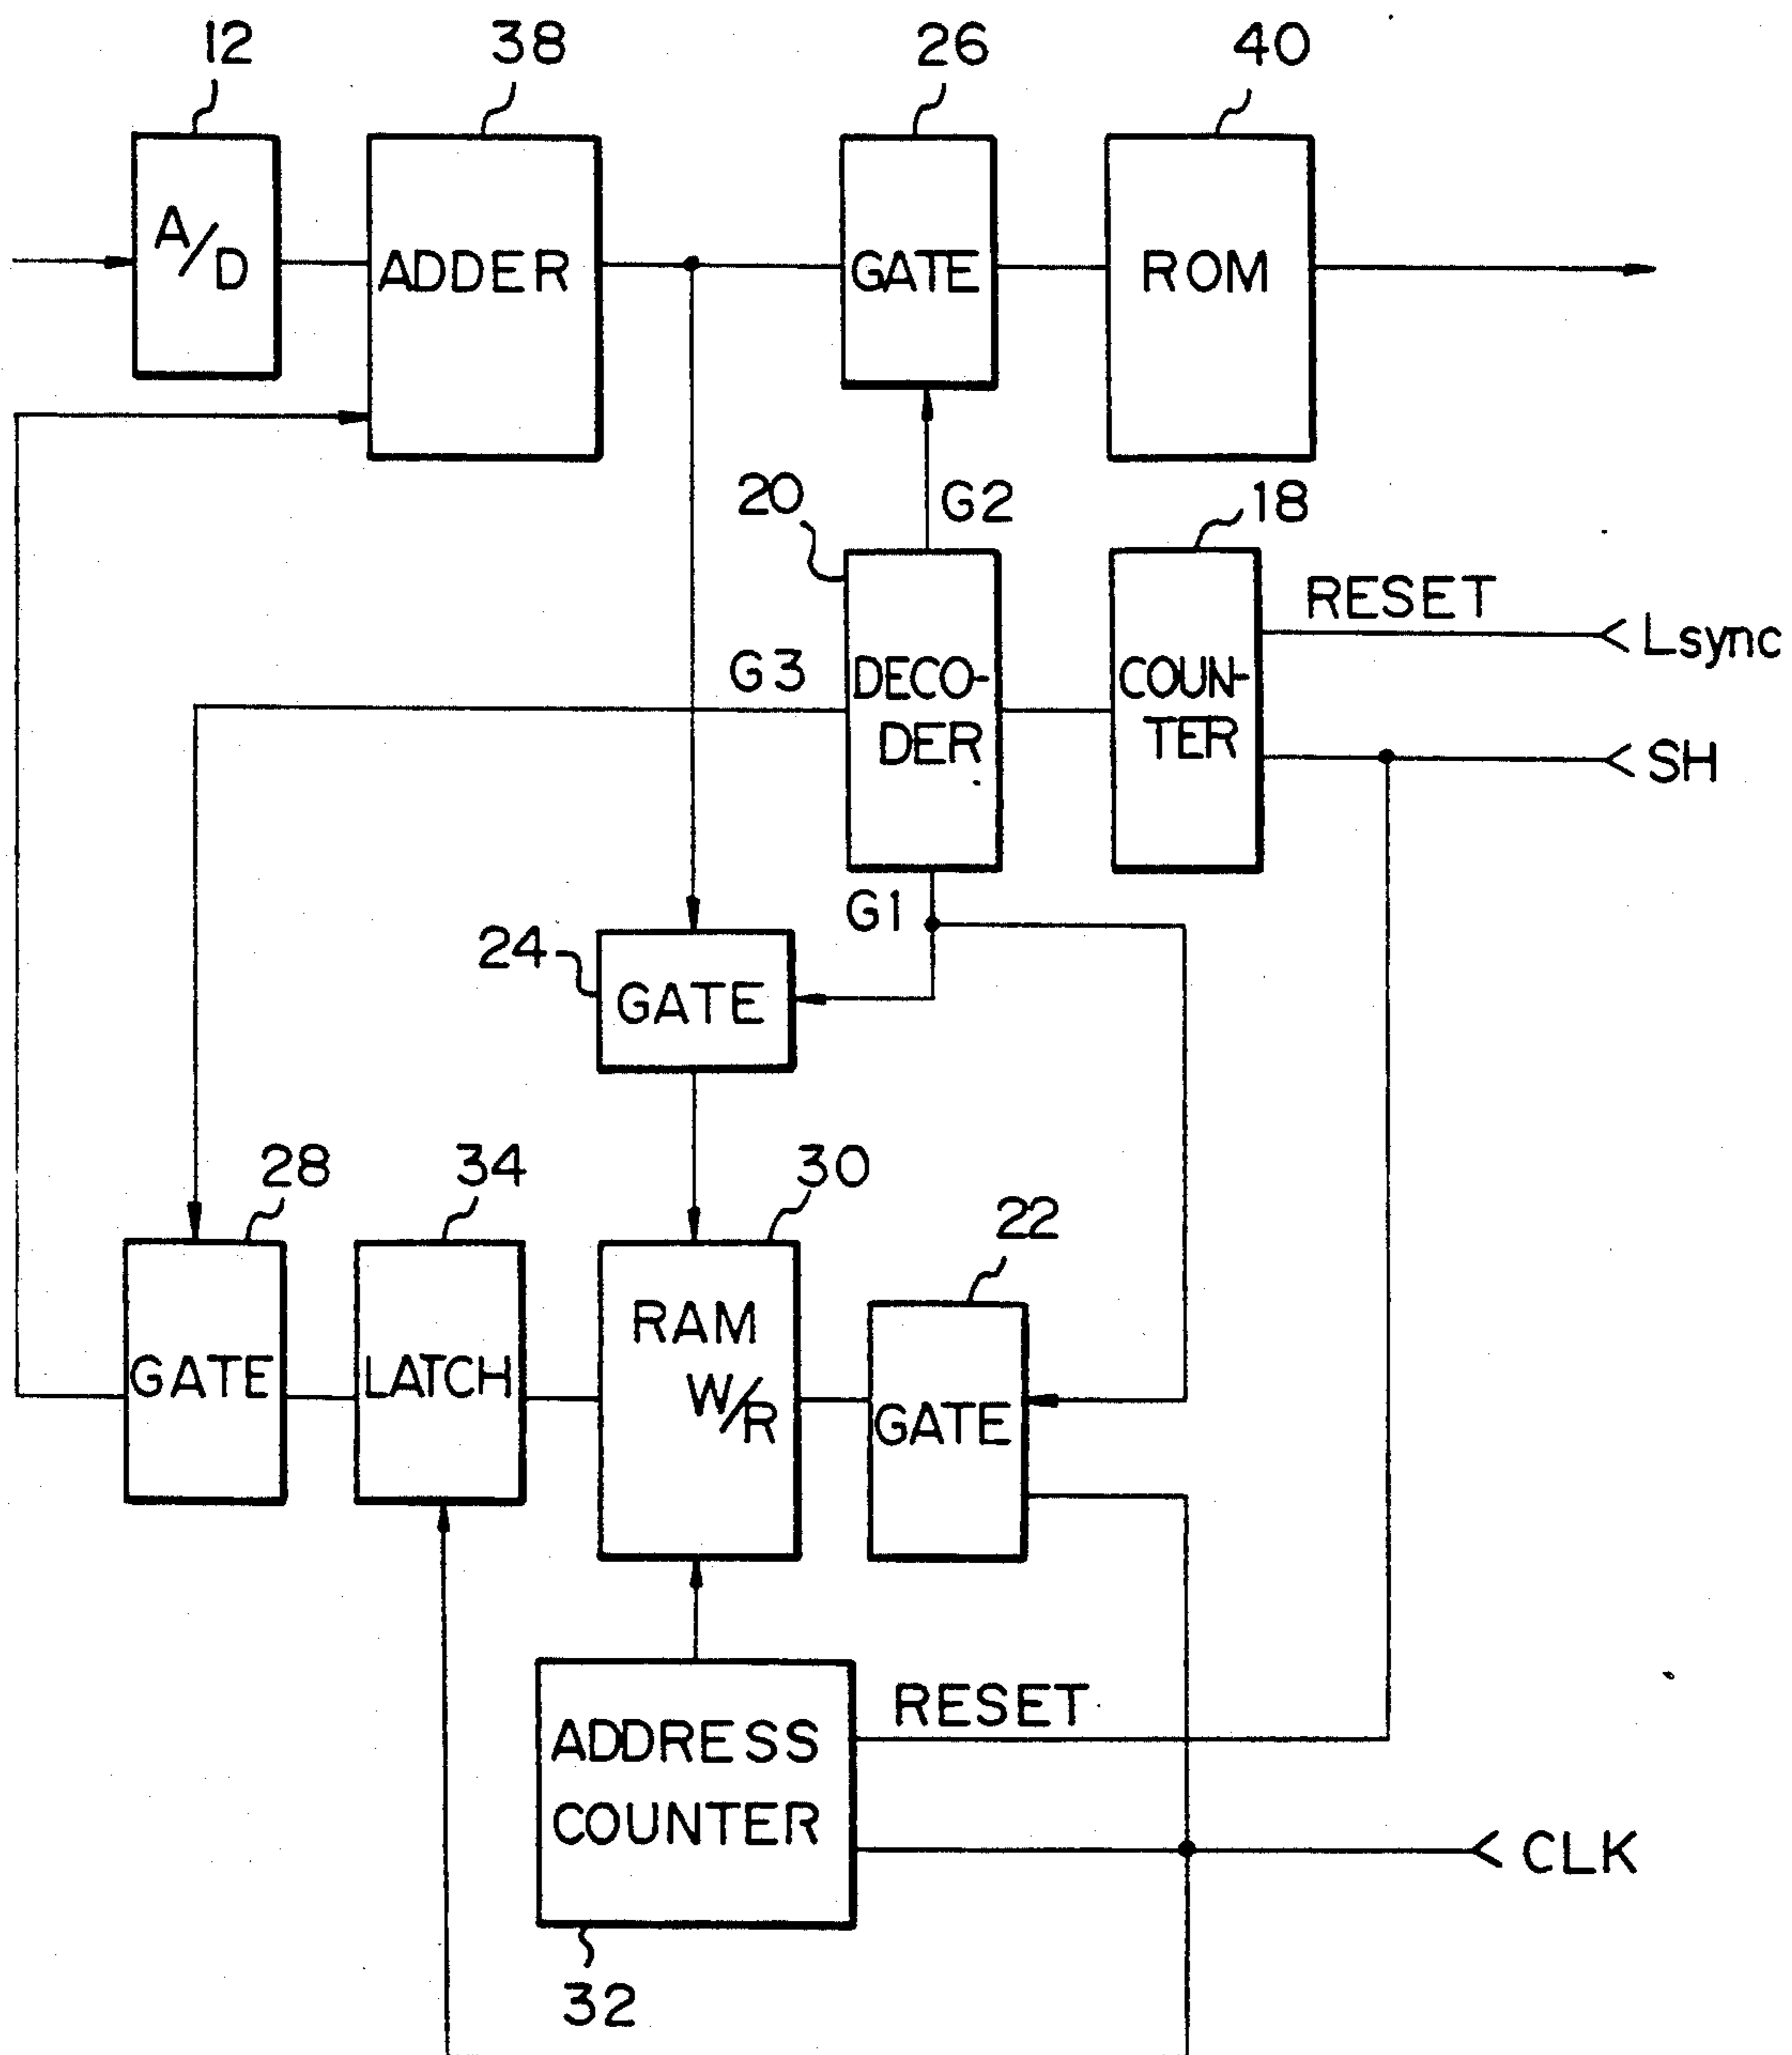 12
38
26
40
A/D
ADDER
GATE
ROM
20
G2
18
RESET
Lsync
G3
DECO-
DER
COUN-
TER
SH
G1
24
GATE
28
34
30
22
GATE
LATCH
RAM
W/R
GATE
RESET
ADDRESS
COUNTER
CLK
32